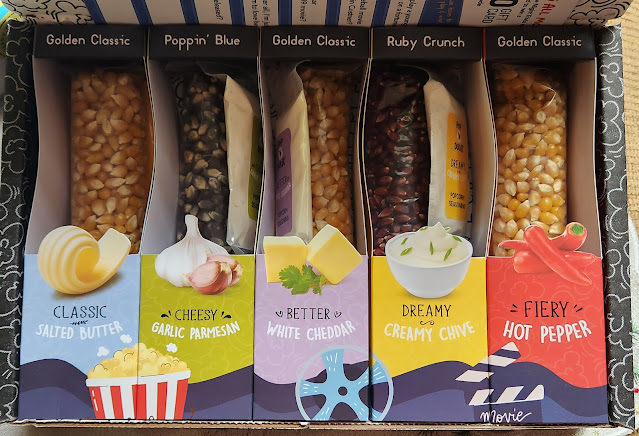 Golden Classic
Poppin' Blue
Golden Classic
Ruby Crunch
Golden Classic
CLASSIC
SALTED BUTTER
CHEESY
GARLIC PARMESAN
BETTER
WHITE CHEDDAR
DREAMY
CREAMY CHIVE
FIERY
HOT PEPPER
movie